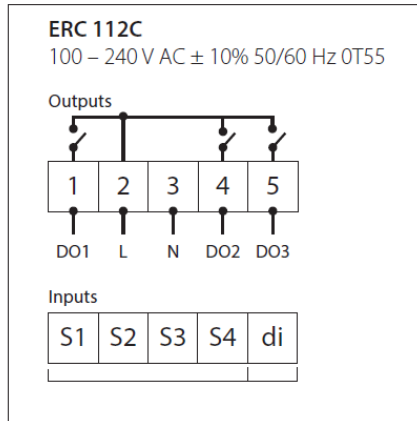 ERC 112C
100 – 240 V AC ± 10% 50/60 Hz 0T55
Outputs
1 2 3 4 5
DO1 L N DO2 DO3
Inputs
S1 S2 S3 S4 di